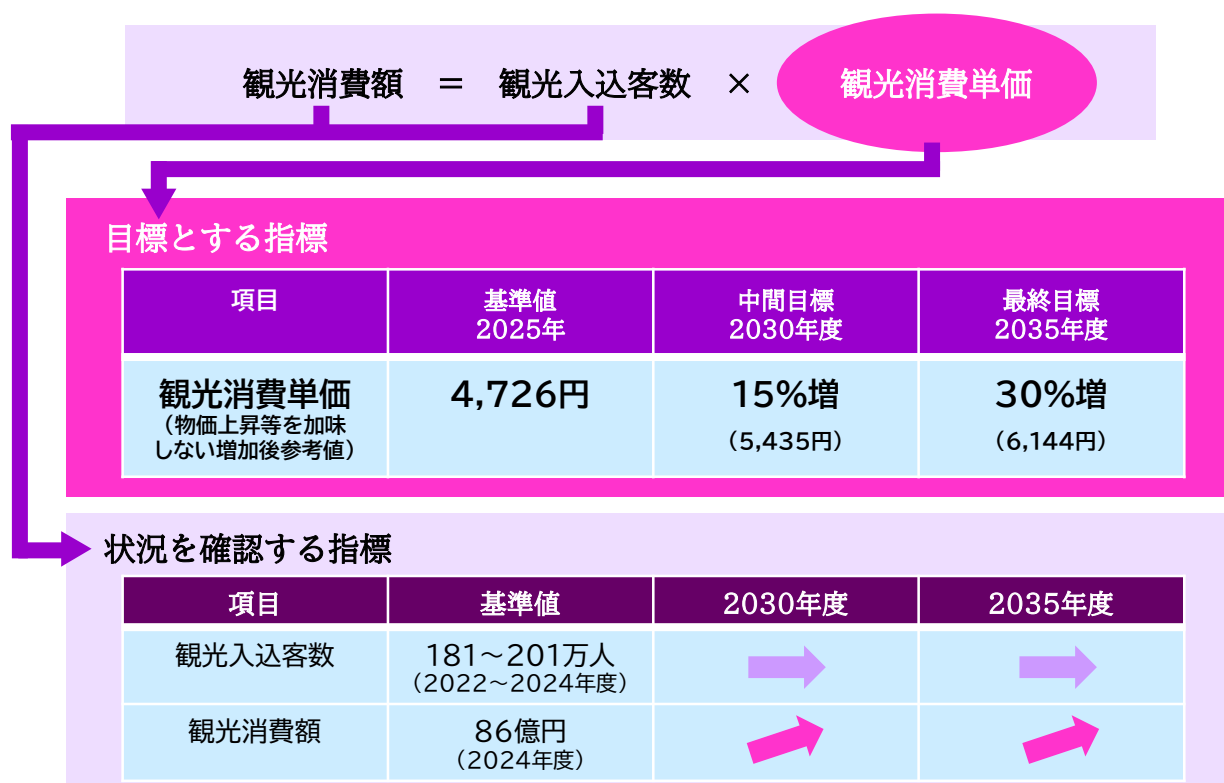 観光消費額 ＝ 観光入込客数 × 観光消費単価
目標とする指標
項目 基準値 中間目標 最終目標
2025年 2030年度 2035年度
観光消費単価 4,726円 15%増 30%増
（物価上昇等を加味
しない増加後参考値） （5,435円） （6,144円）
状況を確認する指標
項目 基準値 2030年度 2035年度
観光入込客数 181～201万人
（2022～2024年度）
観光消費額 86億円
（2024年度）